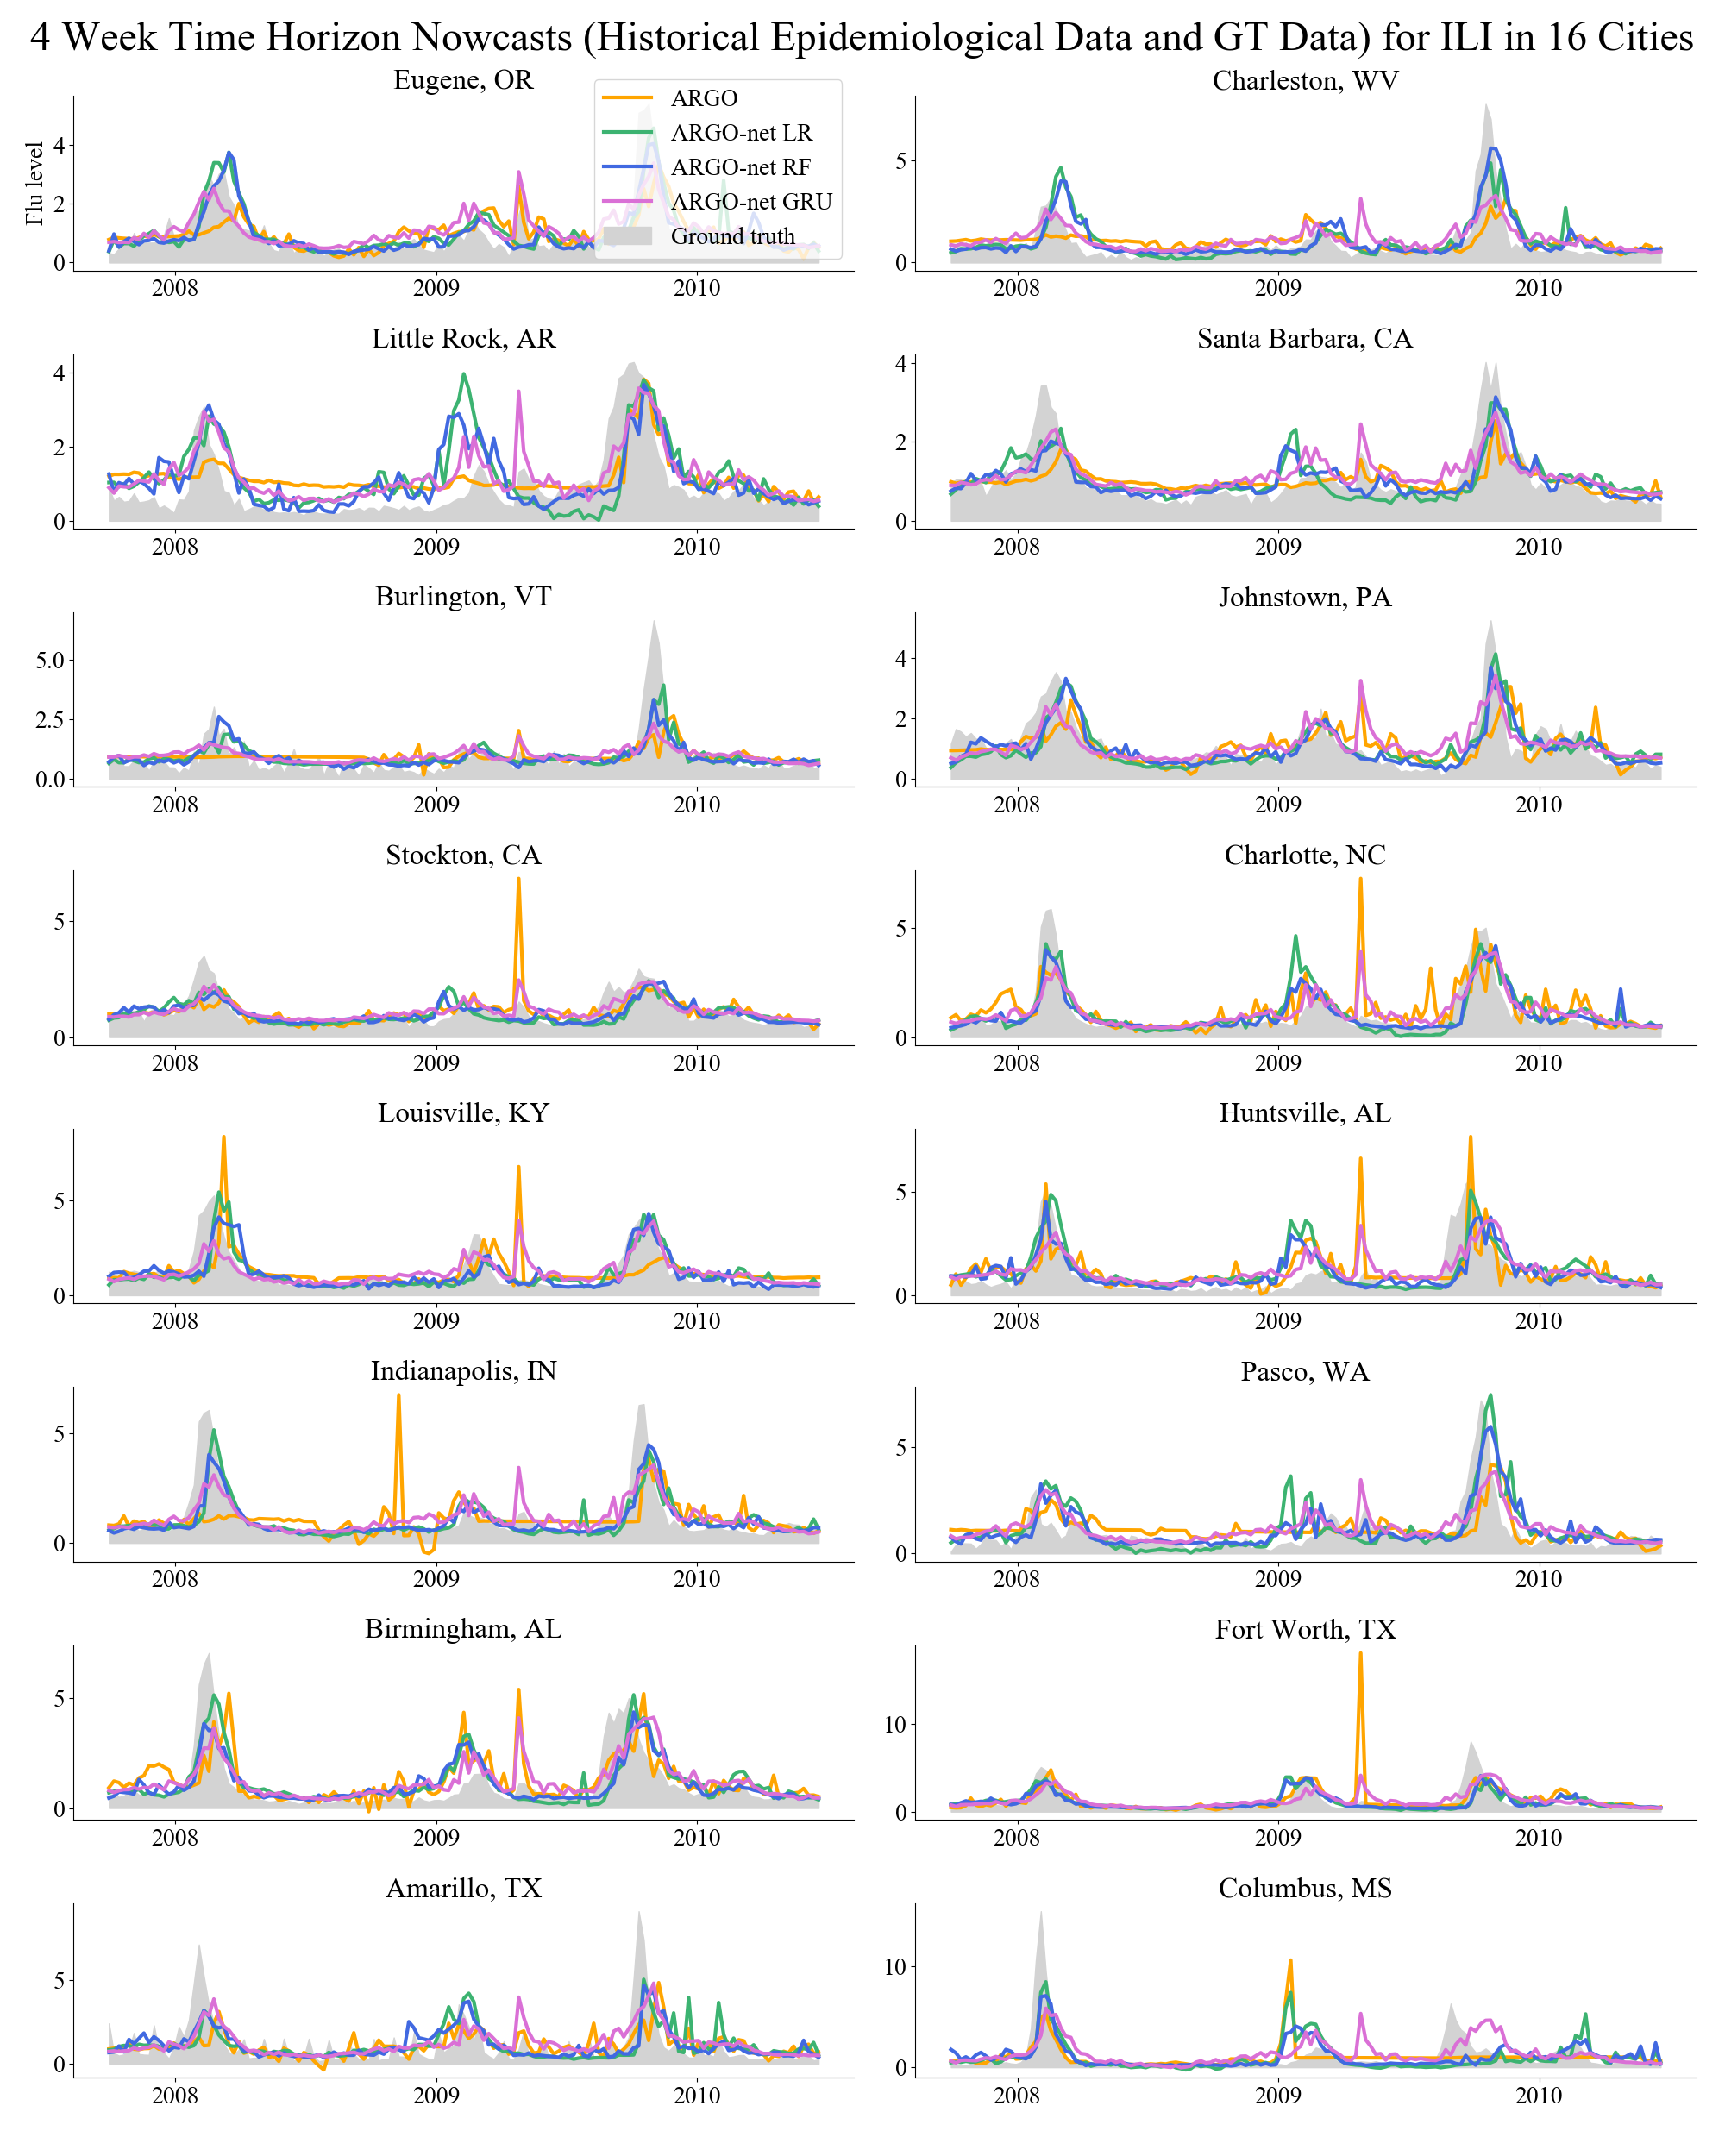 4 Week Time Horizon Nowcasts (Historical Epidemiological Data and GT Data) for ILI in 16 Cities
Eugene, OR
Flu level
4
2
0
2008 2009 2010
ARGO
ARGO-net LR
ARGO-net RF
ARGO-net GRU
Ground truth
Charleston, WV
5
0
2008 2009 2010
Little Rock, AR
4
2
0
2008 2009 2010
Santa Barbara, CA
4
2
0
2008 2009 2010
Burlington, VT
5.0
2.5
0.0
2008 2009 2010
Johnstown, PA
4
2
0
2008 2009 2010
Stockton, CA
5
0
2008 2009 2010
Charlotte, NC
5
0
2008 2009 2010
Louisville, KY
5
0
2008 2009 2010
Huntsville, AL
5
0
2008 2009 2010
Indianapolis, IN
5
0
2008 2009 2010
Pasco, WA
5
0
2008 2009 2010
Birmingham, AL
5
0
2008 2009 2010
Fort Worth, TX
10
0
2008 2009 2010
Amarillo, TX
5
0
2008 2009 2010
Columbus, MS
10
0
2008 2009 2010